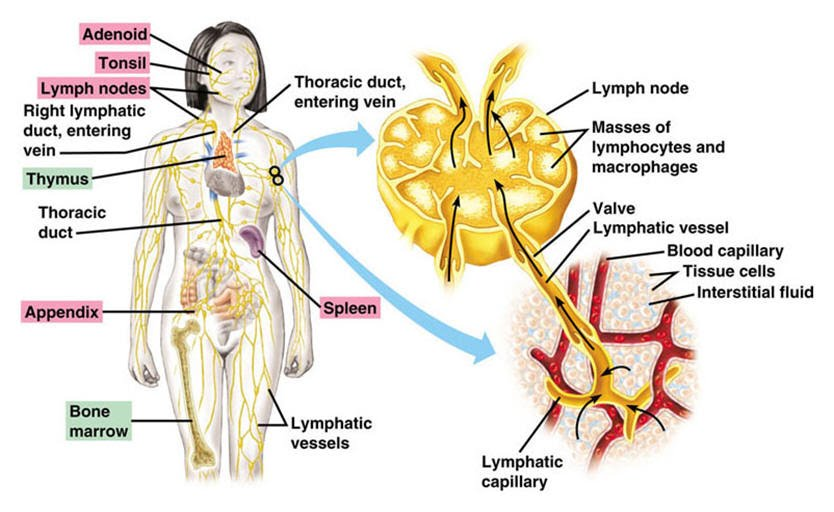 Adenoid
Tonsil
Lymph nodes
Right lymphatic
duct, entering
vein
Thymus
Thoracic
duct
Appendix
Bone
marrow
Thoracic duct,
entering vein
Spleen
Lymphatic
vessels
Lymph node
Masses of
lymphocytes and
macrophages
Valve
Lymphatic vessel
Blood capillary
Tissue cells
Interstitial fluid
Lymphatic
capillary